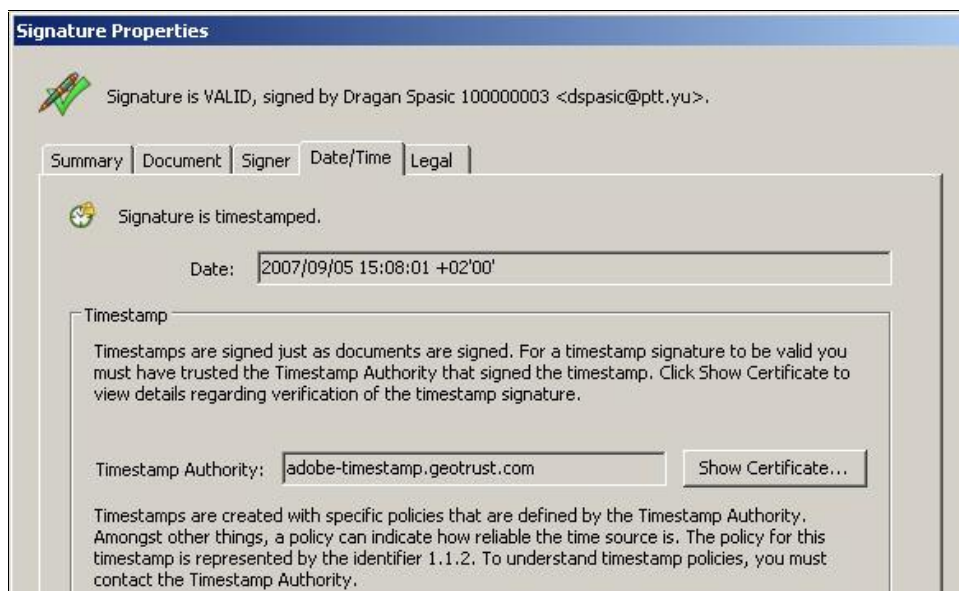 Signature Properties
Signature is VALID, signed by Dragan Spasic 100000003 <dspasic@ptt.yu>.
Summary Document Signer Date/Time Legal
Signature is timestamped.
Date: 2007/09/05 15:08:01 +02'00'
Timestamp
Timestamps are signed just as documents are signed. For a timestamp signature to be valid you
must have trusted the Timestamp Authority that signed the timestamp. Click Show Certificate to
view details regarding verification of the timestamp signature.
Timestamp Authority: adobe-timestamp.geotrust.com Show Certificate...
Timestamps are created with specific policies that are defined by the Timestamp Authority.
Amongst other things, a policy can indicate how reliable the time source is. The policy for this
timestamp is represented by the identifier 1.1.2. To understand timestamp policies, you must
contact the Timestamp Authority.